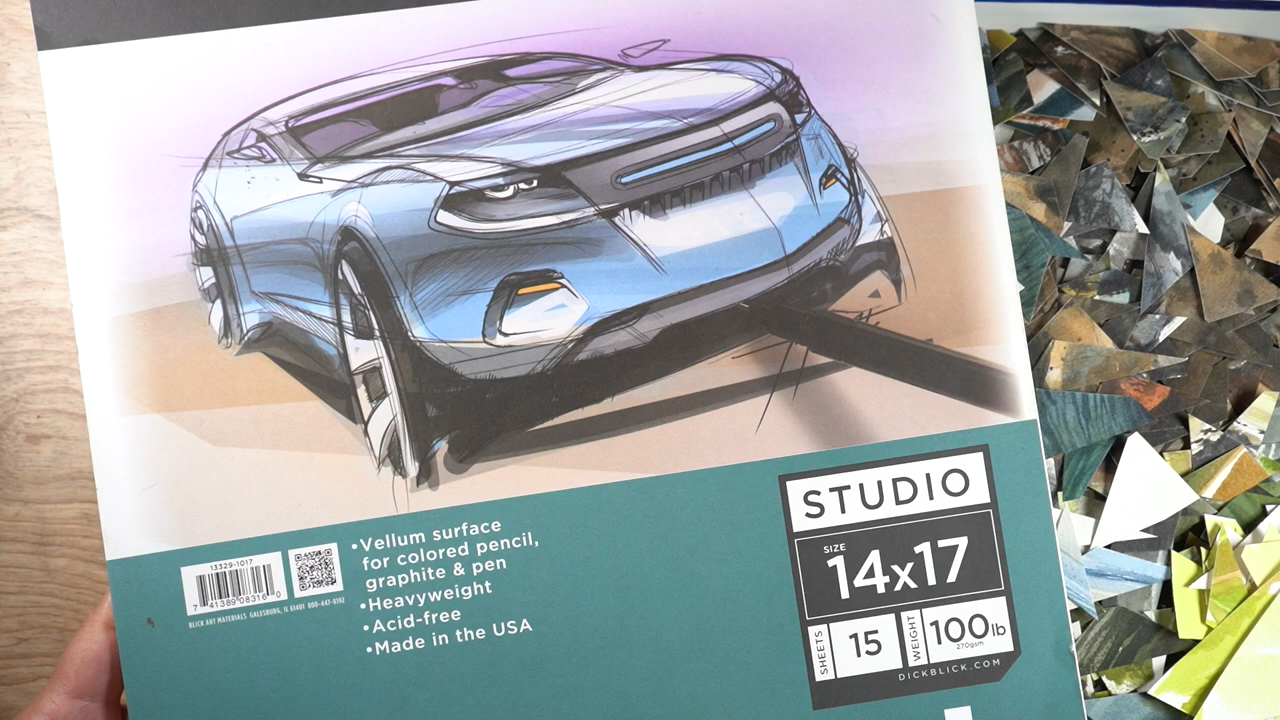 13329-1017
7 41389 08316 0
BLICK ART MATERIALS GALESBURG, IL 61401 800-447-8192
•Vellum surface
for colored pencil,
graphite & pen
•Heavyweight
•Acid-free
•Made in the USA
STUDIO
SIZE
14x17
SHEETS
15
WEIGHT
100lb
270gsm
DICKBLICK.COM